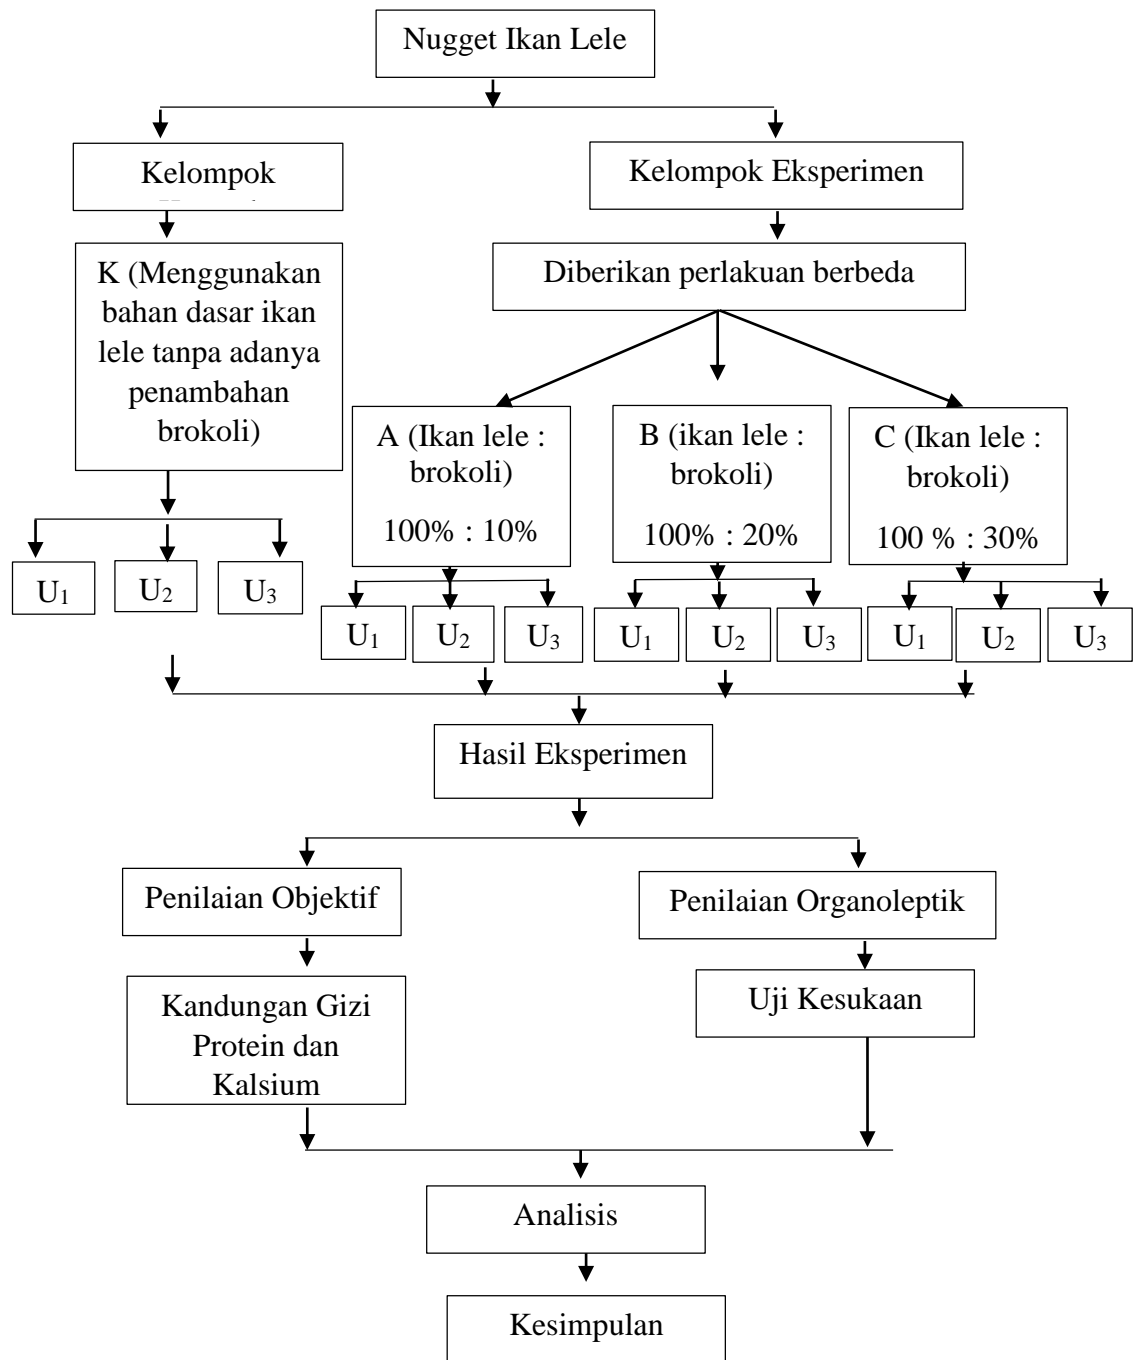 Nugget Ikan Lele
Kelompok
Kelompok Eksperimen
K (Menggunakan
bahan dasar ikan
lele tanpa adanya
penambahan
brokoli)
Diberikan perlakuan berbeda
A (Ikan lele :
brokoli)
100% : 10%
B (ikan lele :
brokoli)
100% : 20%
C (Ikan lele :
brokoli)
100 % : 30%
U1
U2
U3
U1
U2
U3
U1
U2
U3
U1
U2
U3
Hasil Eksperimen
Penilaian Objektif
Penilaian Organoleptik
Kandungan Gizi
Protein dan
Kalsium
Uji Kesukaan
Analisis
Kesimpulan